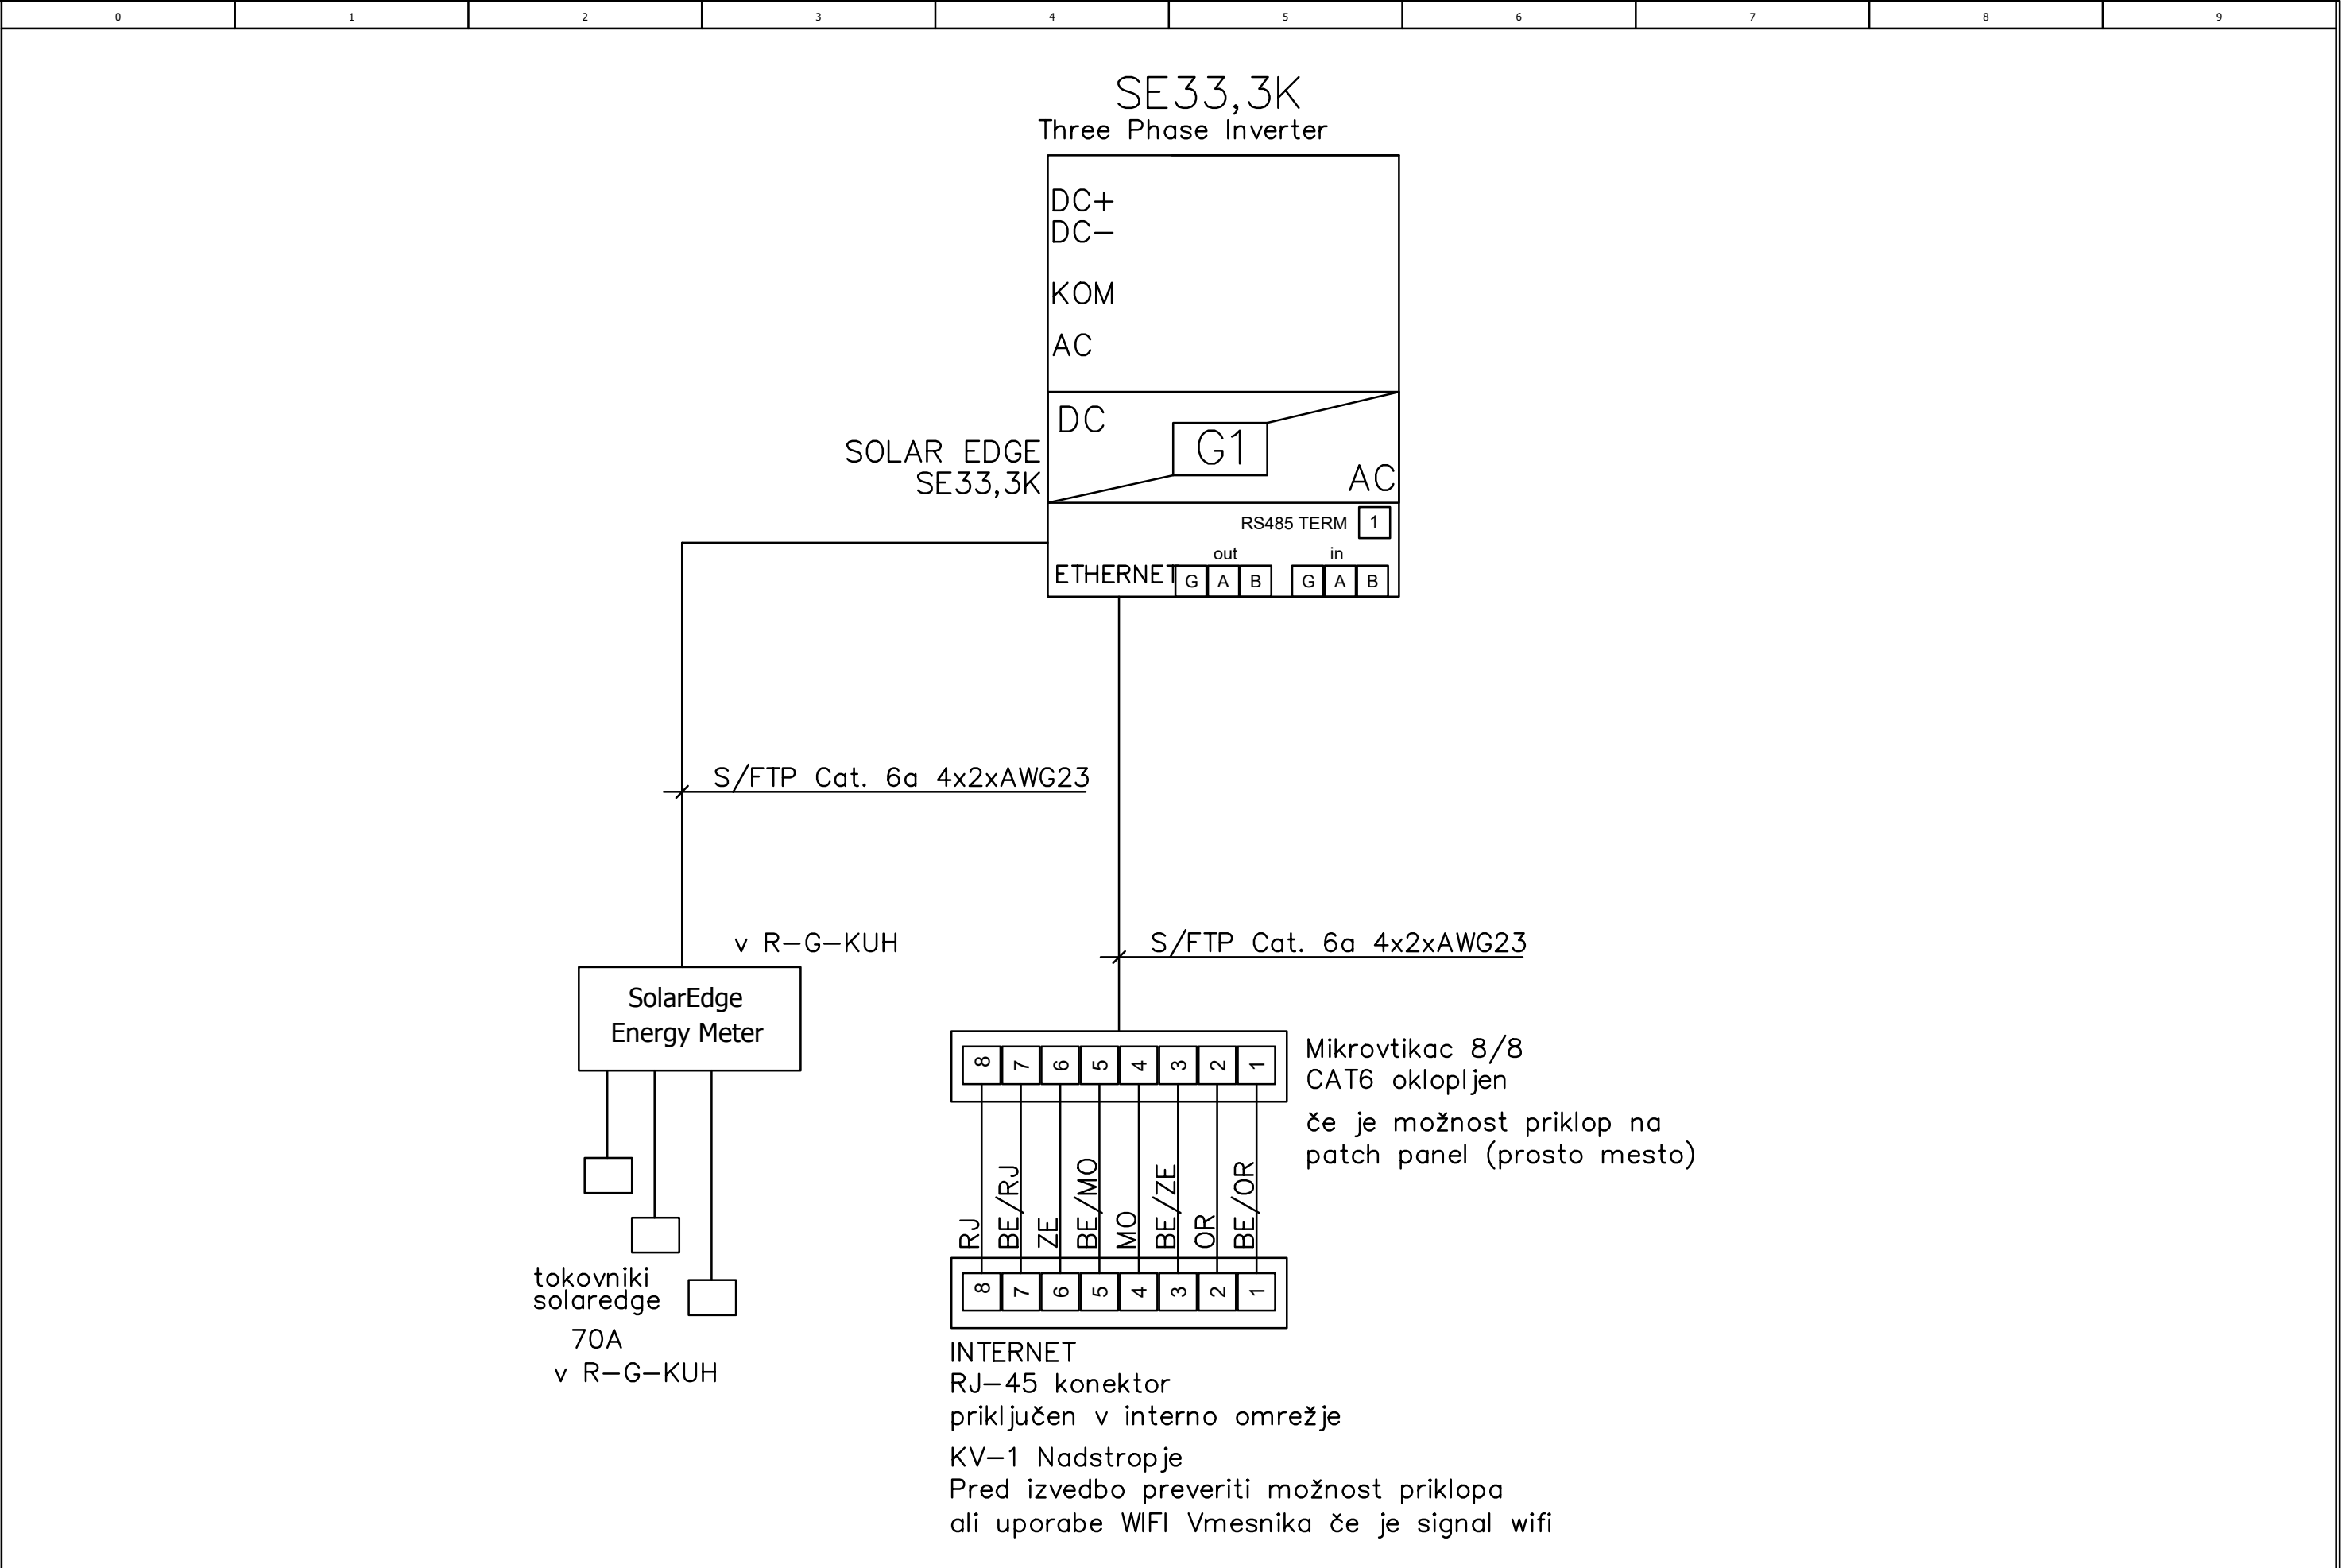 0 1 2 3 4 5 6 7 8 9
SE33,3K
Three Phase Inverter
DC+
DC-
KOM
AC
DC
G1
AC
SOLAR EDGE
SE33,3K
RS485 TERM 1
out in
ETHERNET G A B G A B
S/FTP Cat. 6a 4x2xAWG23
v R-G-KUH
SolarEdge
Energy Meter
tokovniki
solaredge
70A
v R-G-KUH
S/FTP Cat. 6a 4x2xAWG23
8 7 6 5 4 3 2 1
Mikrovtikac 8/8
CAT6 oklopljen
če je možnost priklop na
patch panel (prosto mesto)
RJ BE/RJ ZE BE/MO MO BE/ZE OR BE/OR
8 7 6 5 4 3 2 1
INTERNET
RJ-45 konektor
priključen v interno omrežje
KV-1 Nadstropje
Pred izvedbo preveriti možnost priklopa
ali uporabe WIFI Vmesnika če je signal wifi